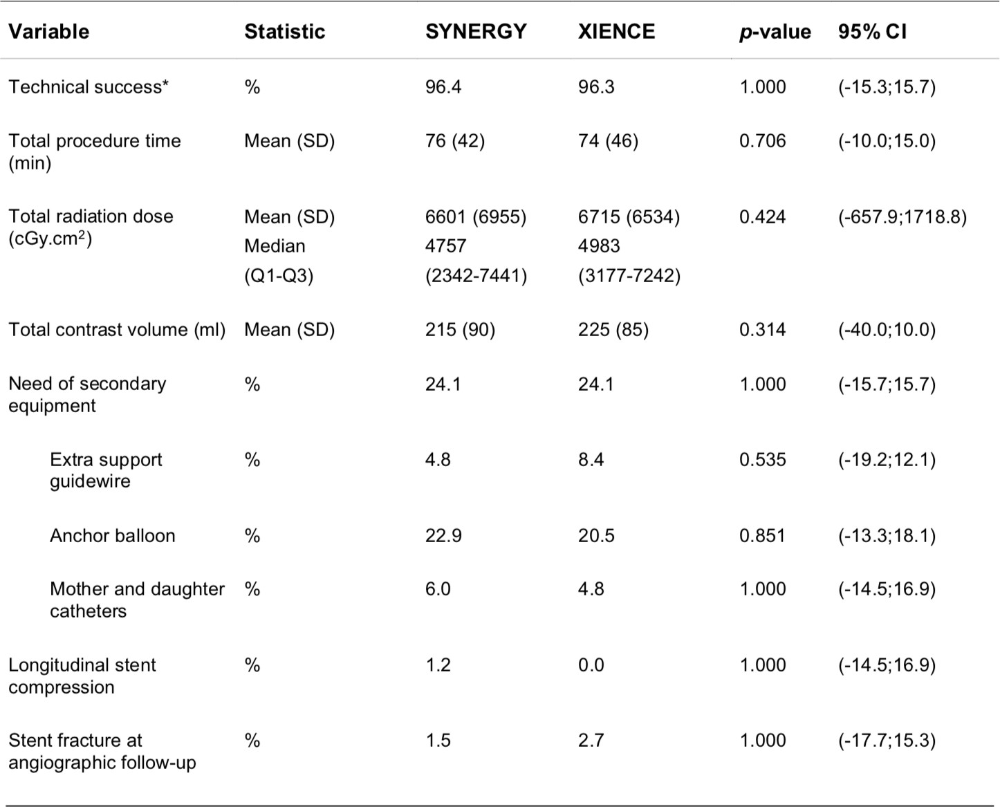 Variable Statistic SYNERGY XIENCE p-value 95% CI
Technical success* % 96.4 96.3 1.000 (-15.3;15.7)
Total procedure time Mean (SD) 76 (42) 74 (46) 0.706 (-10.0;15.0)
(min)
Total radiation dose Mean (SD) 6601 (6955) 6715 (6534) 0.424 (-657.9;1718.8)
(cGy.cm²) Median 4757 4983
(Q1-Q3) (2342-7441) (3177-7242)
Total contrast volume (ml) Mean (SD) 215 (90) 225 (85) 0.314 (-40.0;10.0)
Need of secondary % 24.1 24.1 1.000 (-15.7;15.7)
equipment
Extra support % 4.8 8.4 0.535 (-19.2;12.1)
guidewire
Anchor balloon % 22.9 20.5 0.851 (-13.3;18.1)
Mother and daughter % 6.0 4.8 1.000 (-14.5;16.9)
catheters
Longitudinal stent % 1.2 0.0 1.000 (-14.5;16.9)
compression
Stent fracture at % 1.5 2.7 1.000 (-17.7;15.3)
angiographic follow-up